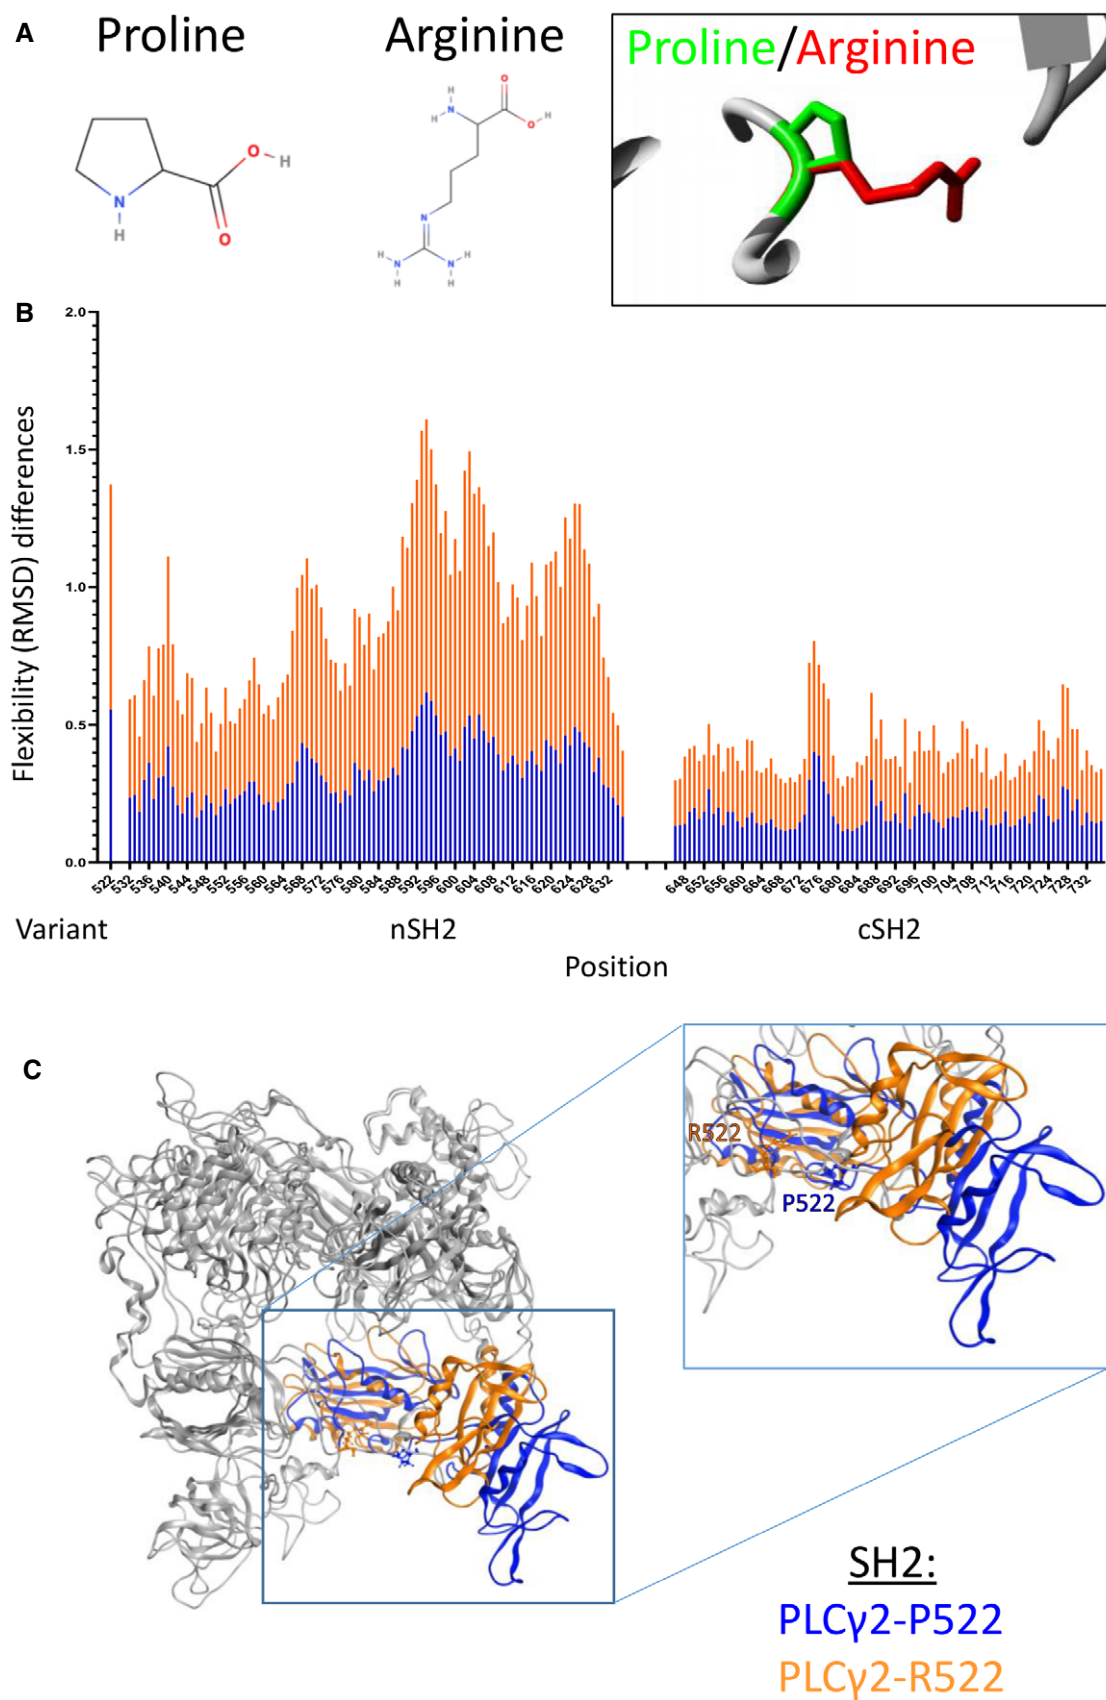 A
Proline
Arginine
Proline/Arginine
O
H
N
H
H
N
H
O
O
H
N
H
N
H
N
H
H
O
B
2.0
1.5
1.0
0.5
0.0
Flexibility (RMSD) differences
522 532 536 540 544 548 552 556 560 564 568 572 576 580 584 588 592 596 600 604 608 612 616 620 624 628 632 648 652 656 660 664 668 672 676 680 684 688 692 696 700 704 708 712 716 720 724 728 732
Variant nSH2 cSH2
Position
C
R522
P522
SH2:
PLCγ2-P522
PLCγ2-R522